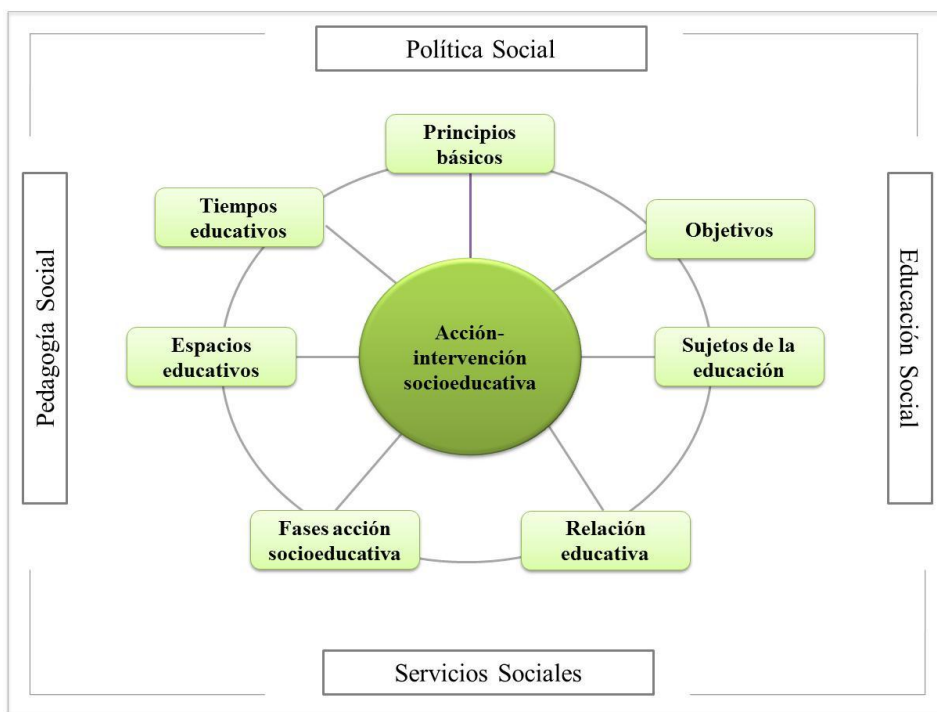 Política Social
Principios
básicos
Tiempos
educativos
Objetivos
Pedagogía Social
Educación Social
Espacios
educativos
Acción-
intervención
socioeducativa
Sujetos de la
educación
Fases acción
socioeducativa
Relación
educativa
Servicios Sociales